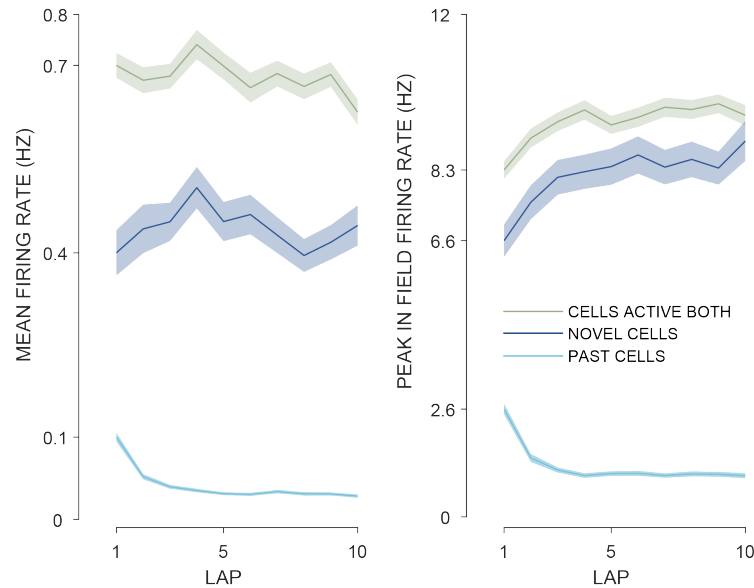 MEAN FIRING RATE (HZ)
0.8
0.7
0.4
0.1
0
1
5
10
LAP
PEAK IN FIELD FIRING RATE (HZ)
12
8.3
6.6
2.6
0
CELLS ACTIVE BOTH
NOVEL CELLS
PAST CELLS
1
5
10
LAP